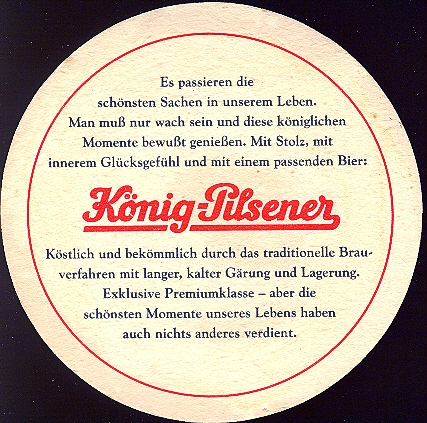 Es passieren die
schönsten Sachen in unserem Leben.
Man muß nur wach sein und diese königlichen
Momente bewußt genießen. Mit Stolz, mit
innerem Glücksgefühl und mit einem passenden Bier:
König-Pilsener
Köstlich und bekömmlich durch das traditionelle Brau-
verfahren mit langer, kalter Gärung und Lagerung.
Exklusive Premiumklasse – aber die
schönsten Momente unseres Lebens haben
auch nichts anderes verdient.